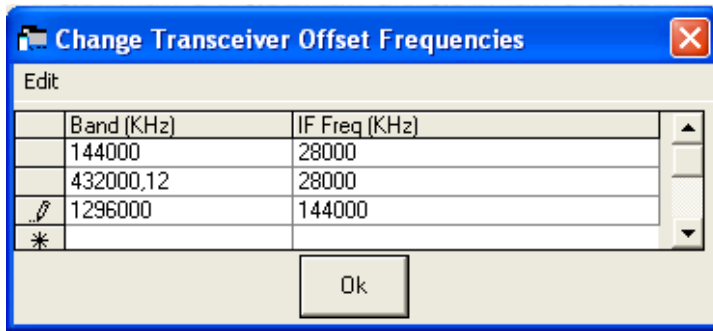 Change Transceiver Offset Frequencies
Edit
Band (KHz) IF Freq (KHz)
144000 28000
432000,12 28000
1296000 144000
Ok